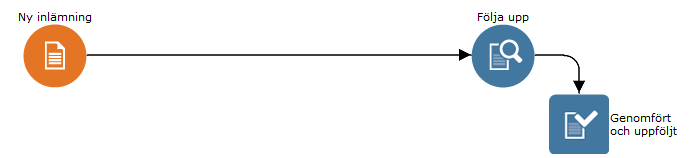 Ny inlämning
Följa upp
Genomfört
och uppföljt